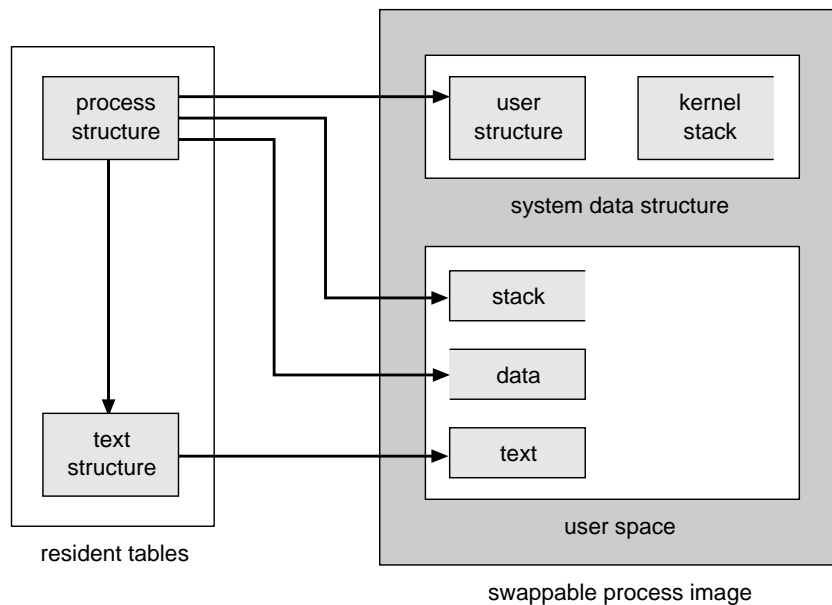 process
structure
text
structure
resident tables
user
structure
kernel
stack
system data structure
stack
data
text
user space
swappable process image